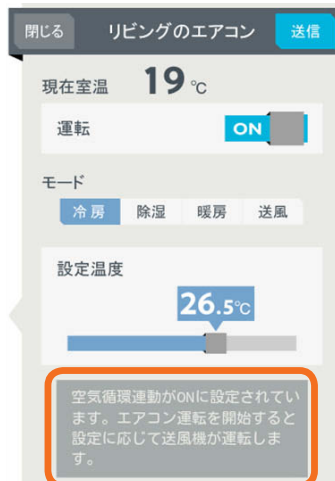 閉じる リビングのエアコン 送信
現在室温 19℃
運転 ON
モード
冷房 除湿 暖房 送風
設定温度
26.5℃
空気循環連動がONに設定されてい
ます。エアコン運転を開始すると
設定に応じて送風機が運転しま
す。